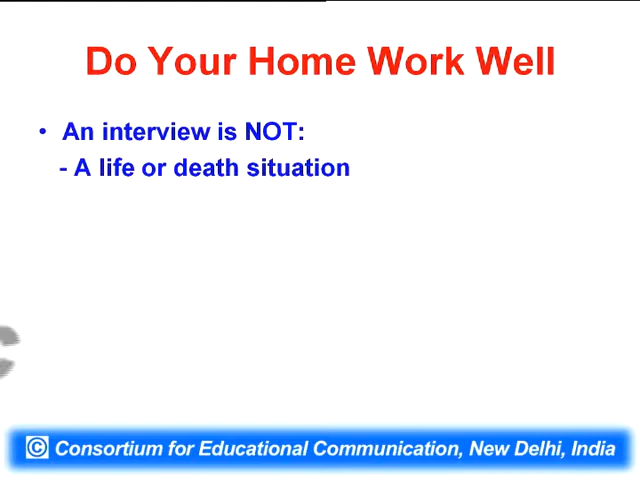 Do Your Home Work Well
• An interview is NOT:
- A life or death situation
© Consortium for Educational Communication, New Delhi, India